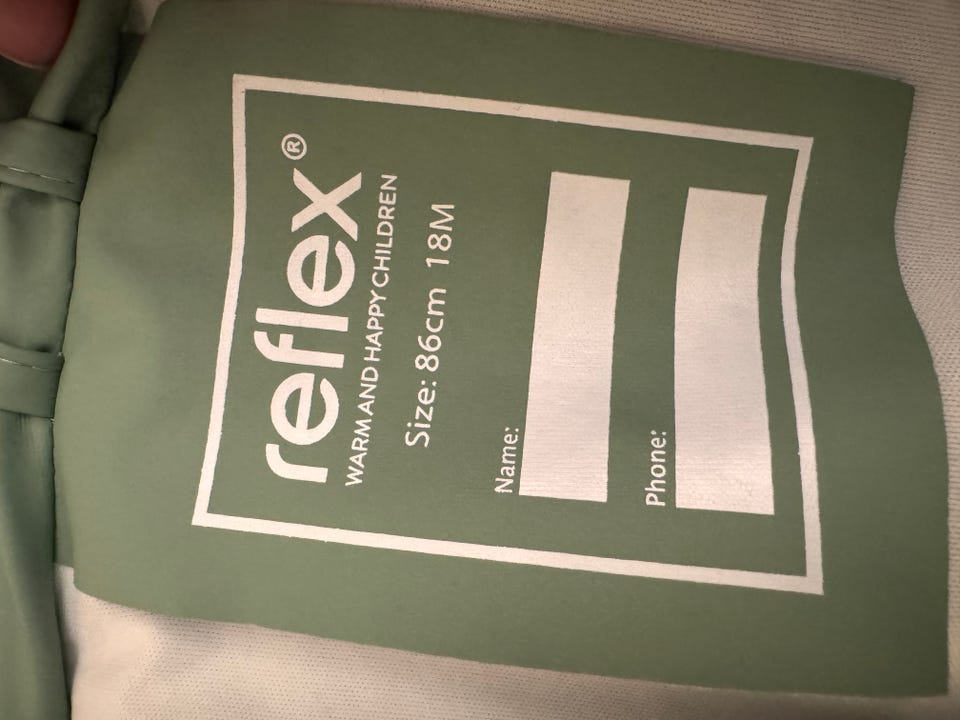 reflex®
WARM AND HAPPY CHILDREN
Size: 86cm 18M
Name:
Phone: